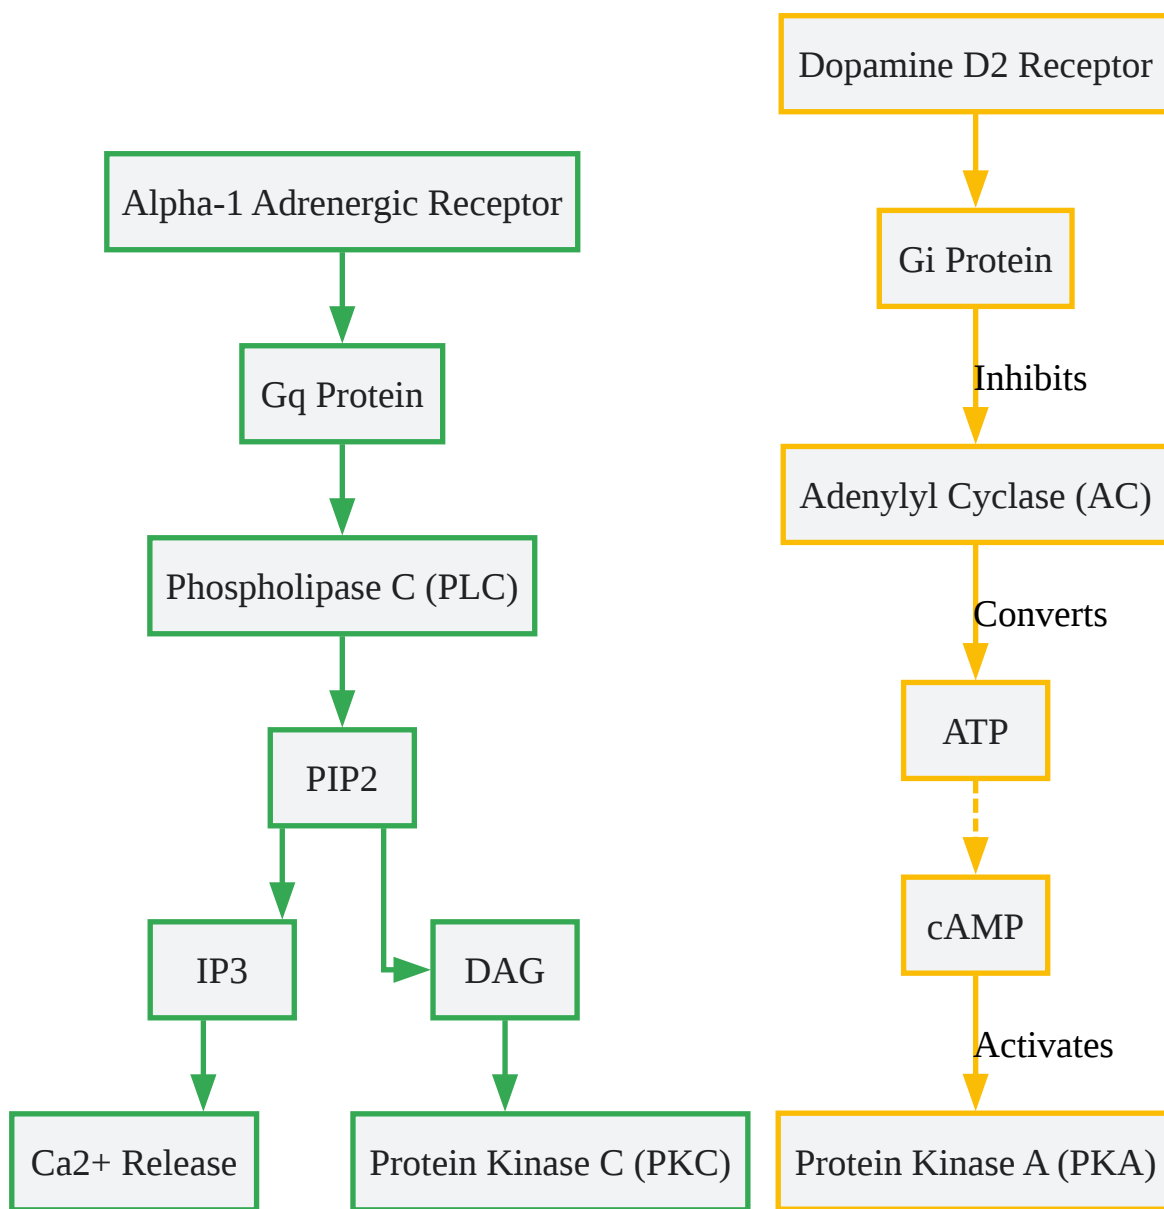 Alpha-1 Adrenergic Receptor
Gq Protein
Phospholipase C (PLC)
PIP2
IP3
DAG
Ca2+ Release
Protein Kinase C (PKC)
Dopamine D2 Receptor
Gi Protein
Inhibits
Adenylyl Cyclase (AC)
Converts
ATP
cAMP
Activates
Protein Kinase A (PKA)